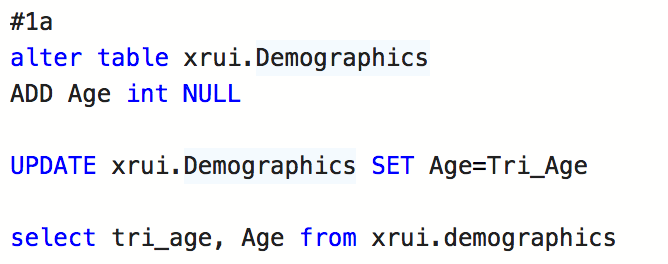 #1a
alter table xrui.Demographics
ADD Age int NULL
UPDATE xrui.Demographics SET Age=Tri_Age
select tri_age, Age from xrui.demographics